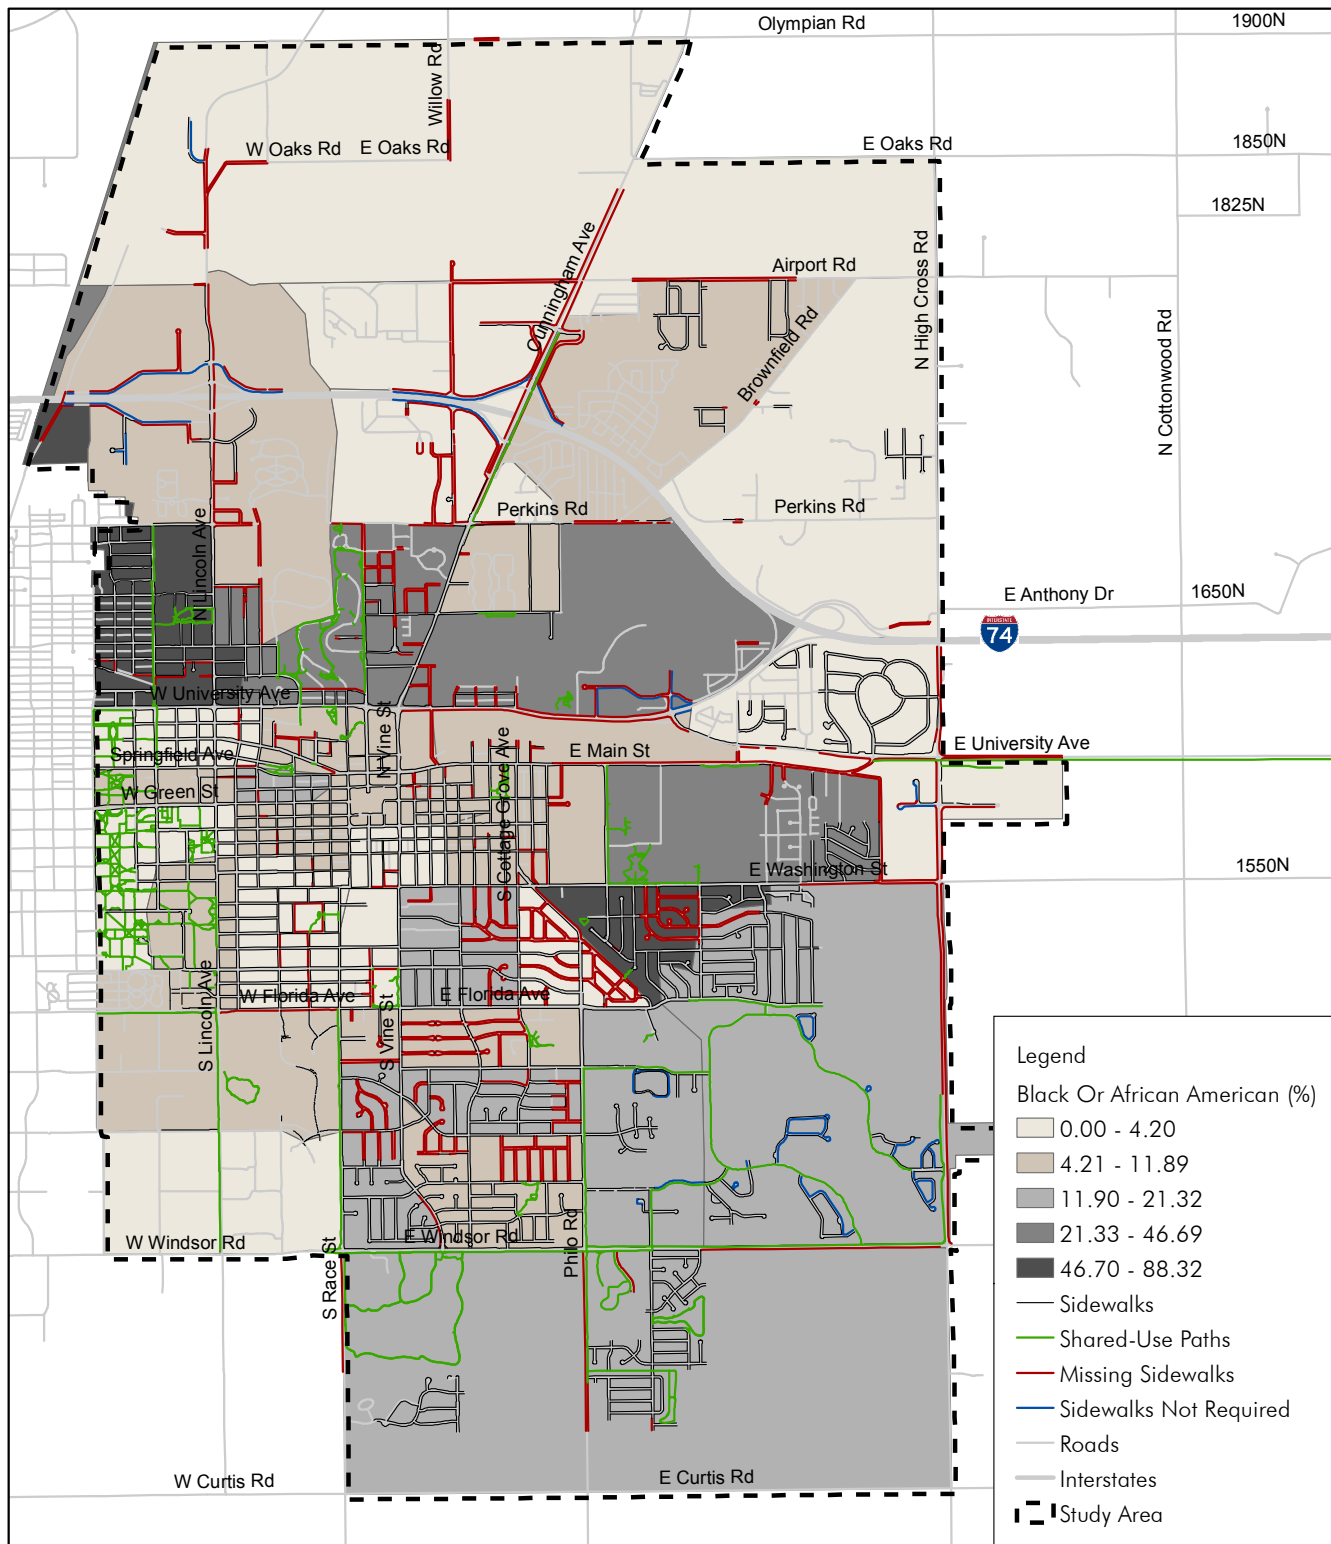 Olympian Rd
1900N
Willow Rd
W Oaks Rd
E Oaks Rd
E Oaks Rd
1850N
1825N
Cunningham Ave
Airport Rd
N High Cross Rd
Brownfield Rd
N Cottonwood Rd
Perkins Rd
Perkins Rd
N Lincoln Ave
E Anthony Dr
1650N
INTERSTATE
74
W University Ave
N Vine St
Springfield Ave
E Main St
E University Ave
S Cottage Grove Ave
W Green St
E Washington St
1550N
W Florida Ave
E Florida Ave
S Lincoln Ave
S Vine St
W Windsor Rd
E Windsor Rd
S Race St
Philo Rd
W Curtis Rd
E Curtis Rd
Legend
Black Or African American (%)
0.00 - 4.20
4.21 - 11.89
11.90 - 21.32
21.33 - 46.69
46.70 - 88.32
Sidewalks
Shared-Use Paths
Missing Sidewalks
Sidewalks Not Required
Roads
Interstates
Study Area